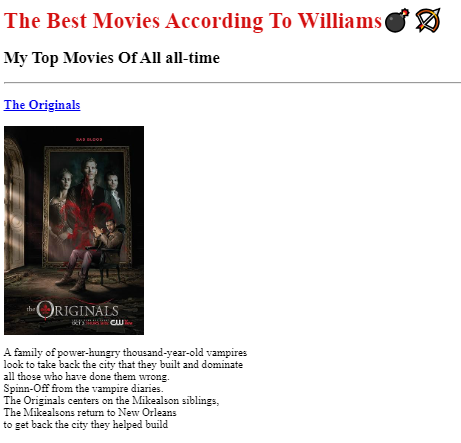 The Best Movies According To Williams💣🏹
My Top Movies Of All all-time
The Originals
BAD BLOOD
the ORIGINALS
CW
A family of power-hungry thousand-year-old vampires
look to take back the city that they built and dominate
all those who have done them wrong.
Spinn-Off from the vampire diaries.
The Originals centers on the Mikealson siblings,
The Mikealsons return to New Orleans
to get back the city they helped build